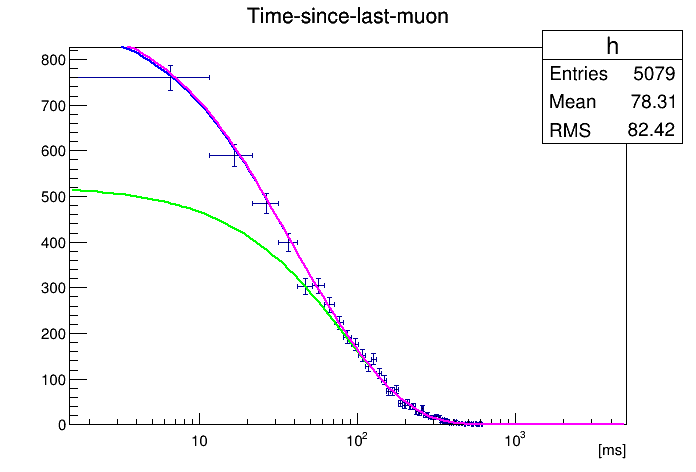 Time-since-last-muon
h
Entries 5079
Mean 78.31
RMS 82.42
800
700
600
500
400
300
200
100
0
10 10² 10³
[ms]